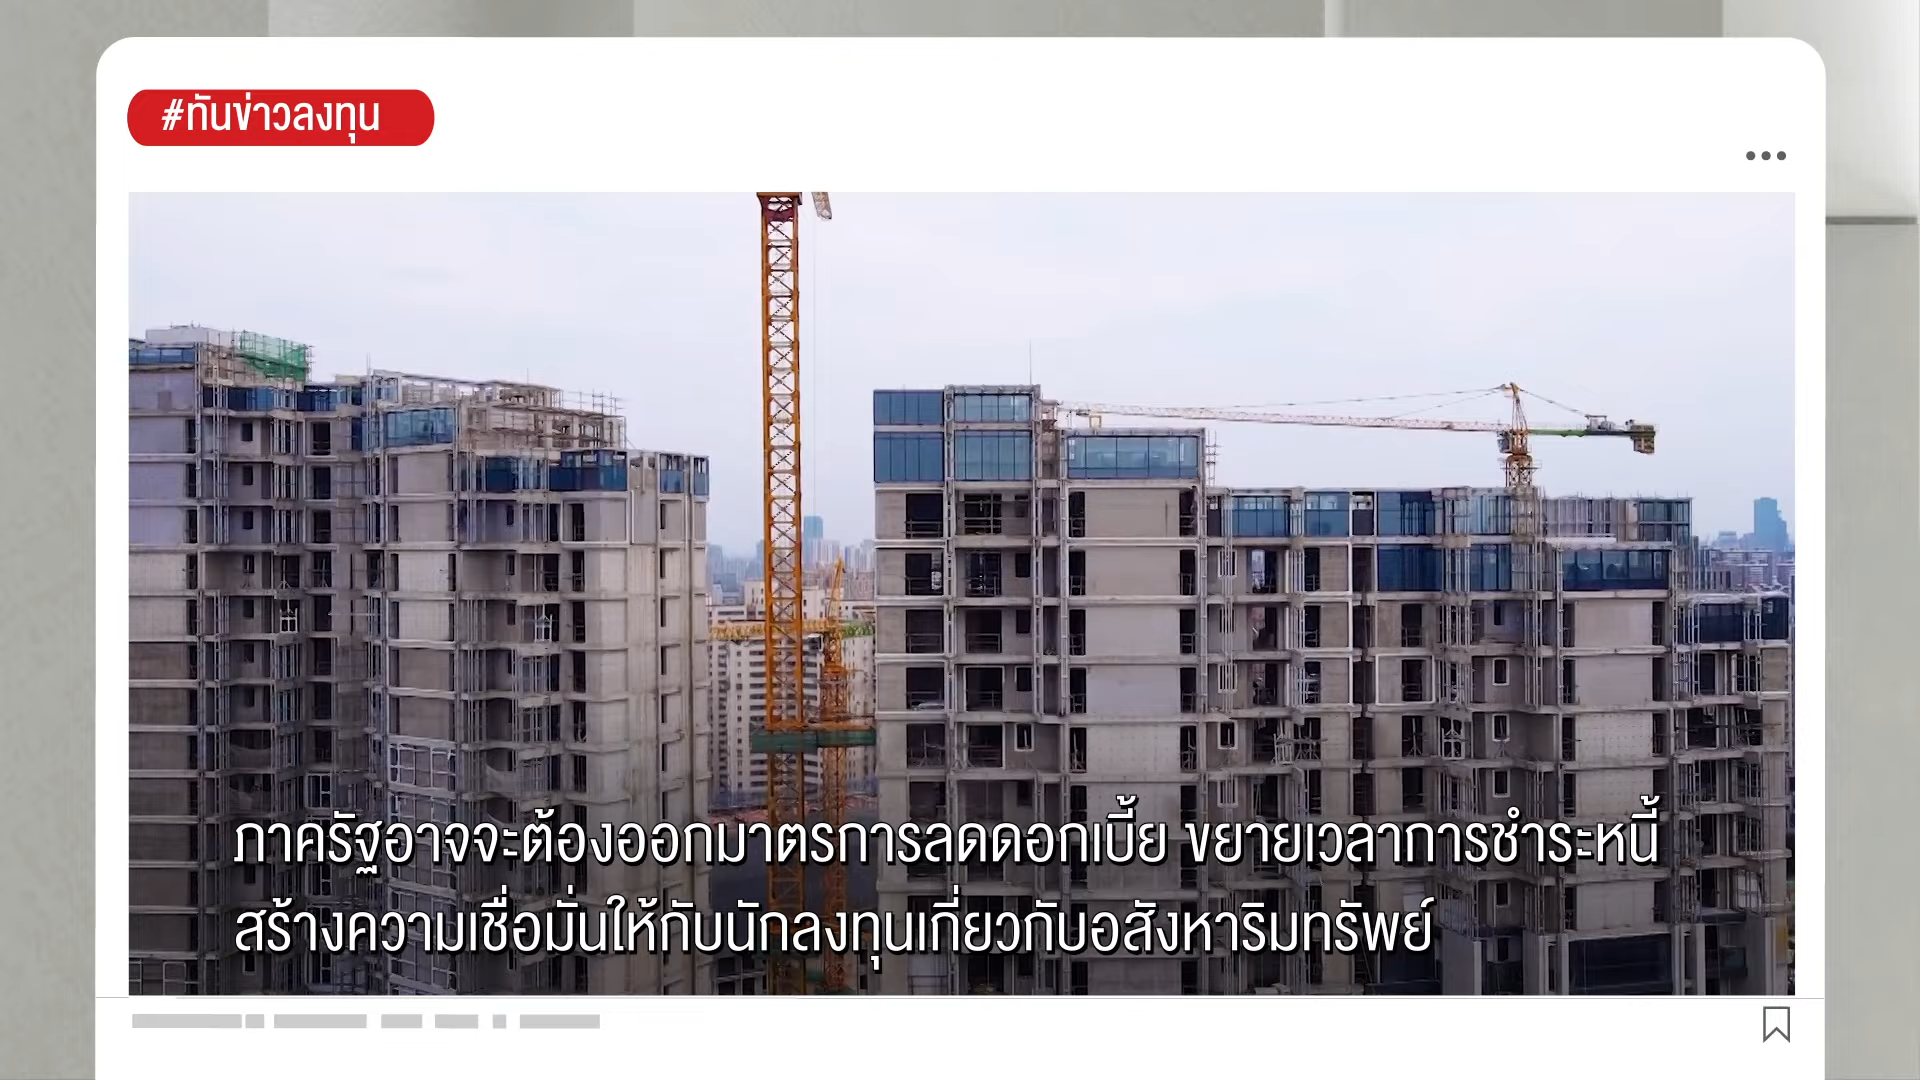 #ทันข่าวลงทุน
ภาครัฐอาจจะต้องออกมาตรการลดดอกเบี้ย ขยายเวลาการชำระหนี้
สร้างความเชื่อมั่นให้กับนักลงทุนเกี่ยวกับอสังหาริมทรัพย์